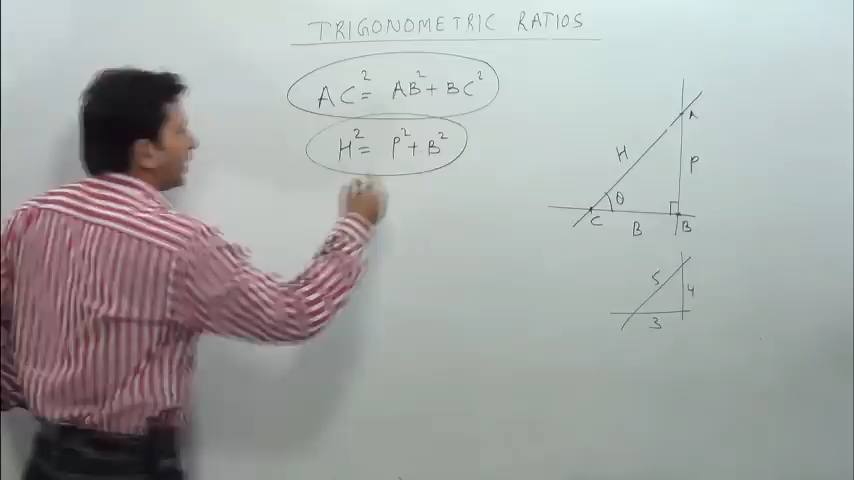 TRIGONOMETRIC RATIOS
AC² = AB² + BC²
H² = P² + B²
A
H
P
θ
C
B
B
5
4
3